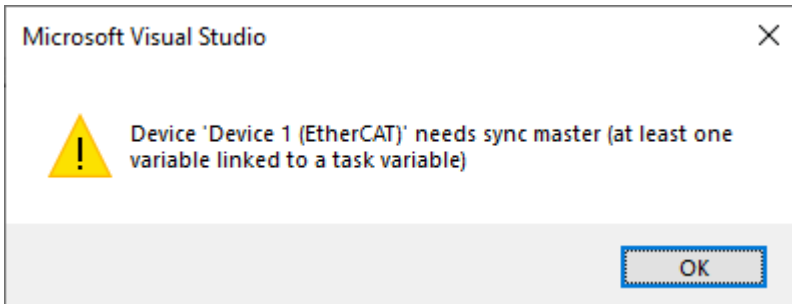 Microsoft Visual Studio
Device 'Device 1 (EtherCAT)' needs sync master (at least one
variable linked to a task variable)
OK